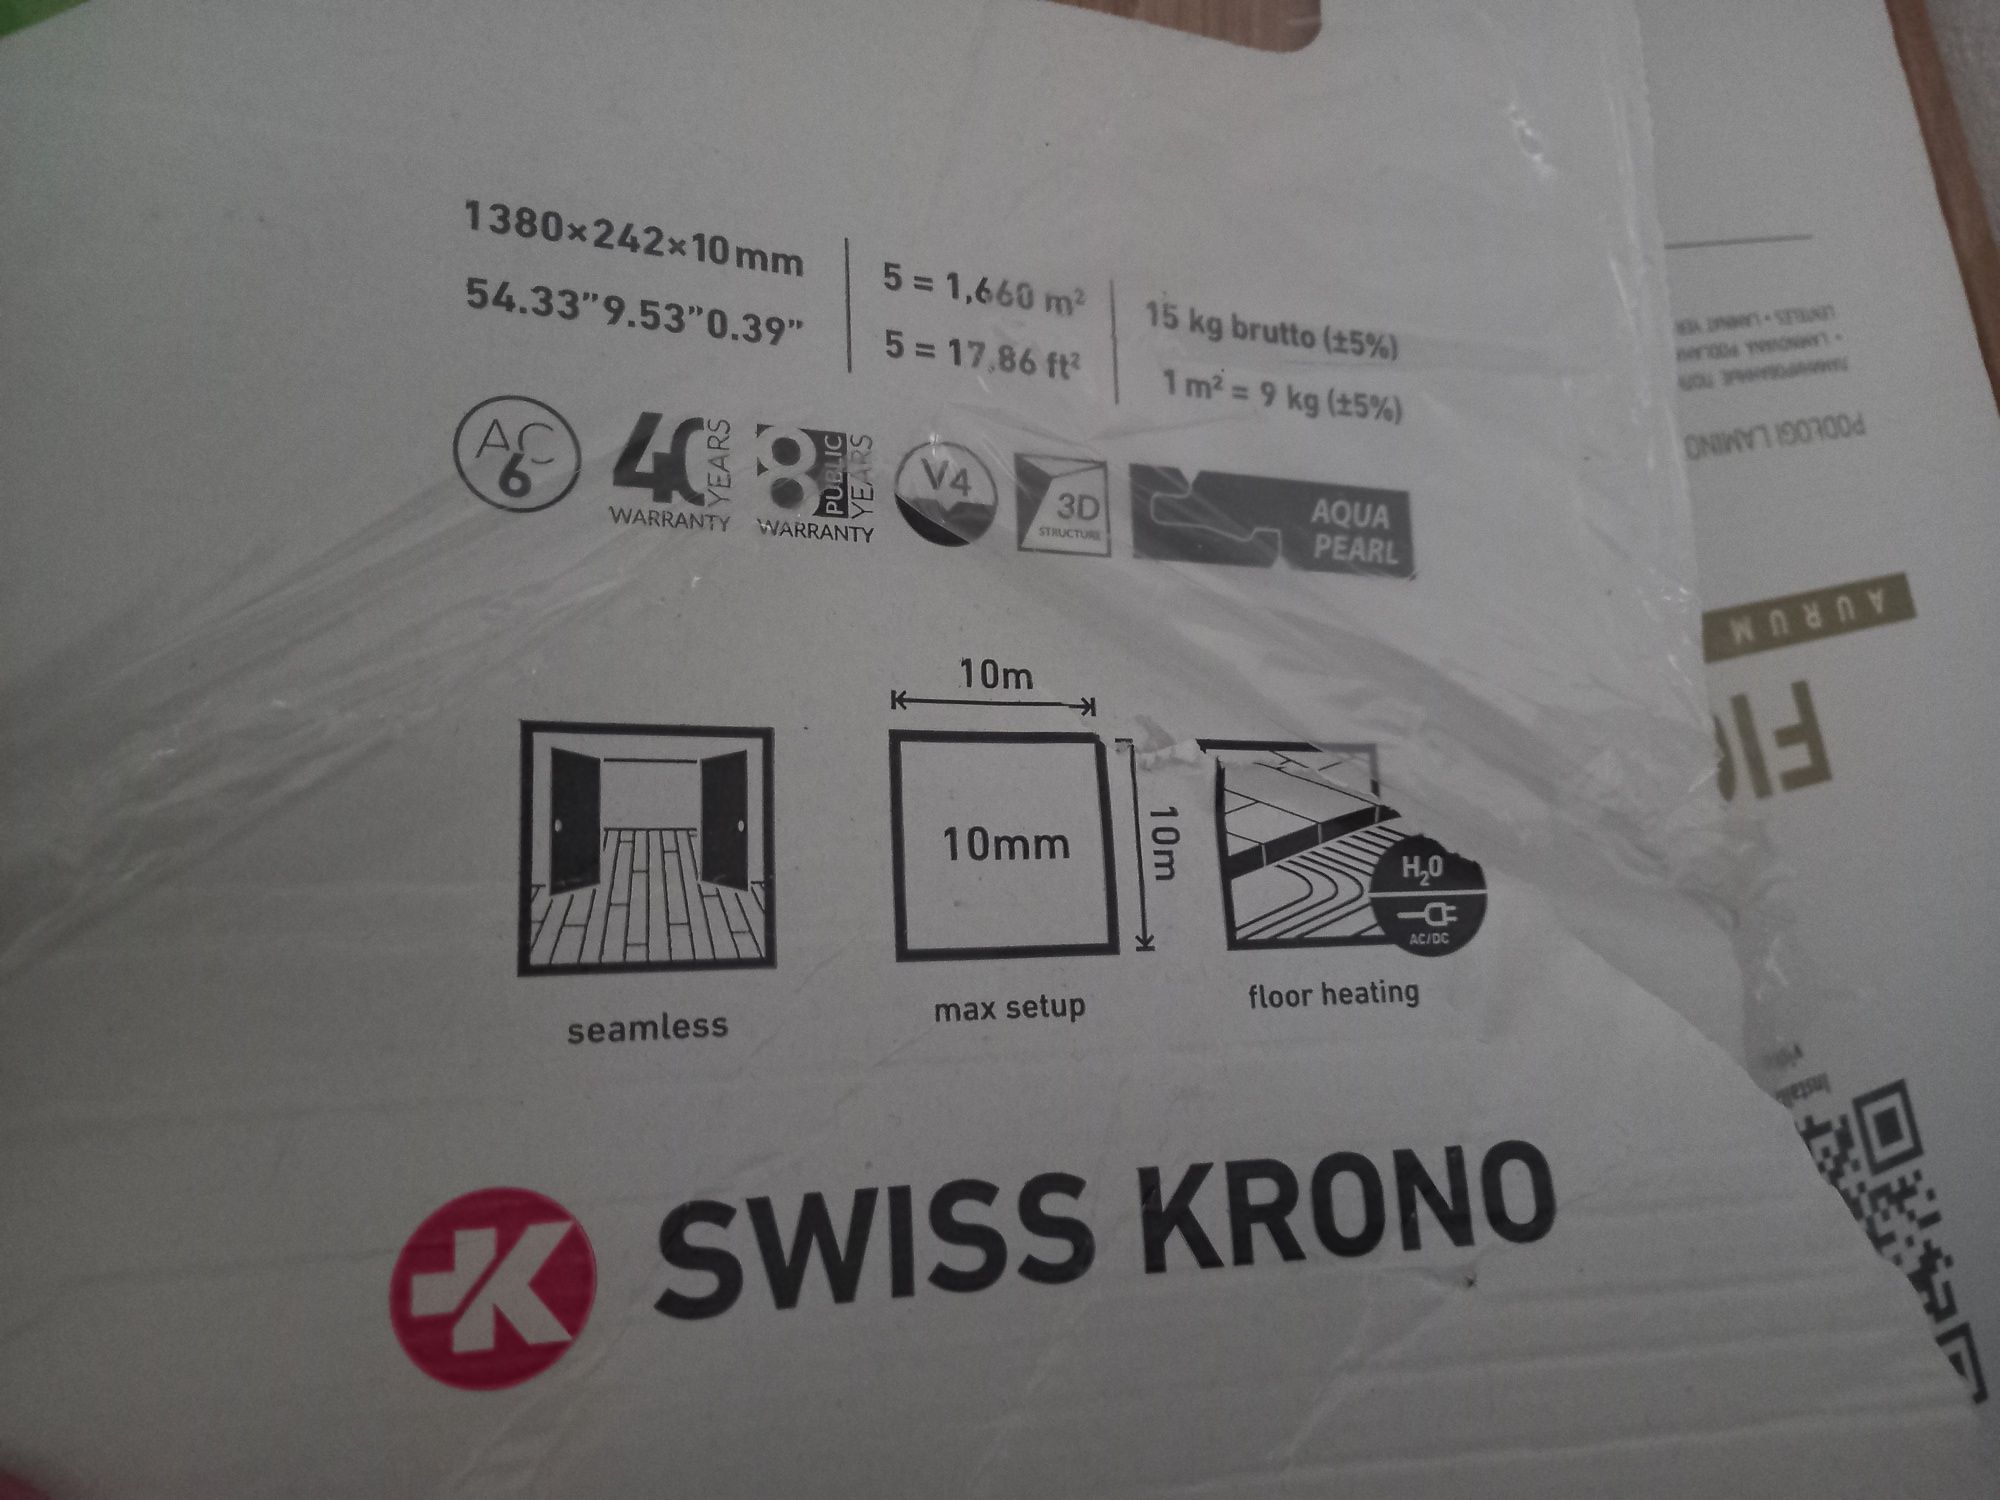 1380×242×10 mm
54.33”9.53”0.39”
5 = 1,660 m²
5 = 17.86 ft²
15 kg brutto (±5%)
1 m² = 9 kg (±5%)
AC
6
40 YEARS
WARRANTY
8 PUBLIC YEARS
WARRANTY
V4
3D
STRUCTURE
AQUA
PEARL
10m
10mm
10m
H₂O
AC/DC
seamless
max setup
floor heating
SWISS KRONO
PODŁOGI LAMINO
AURUM